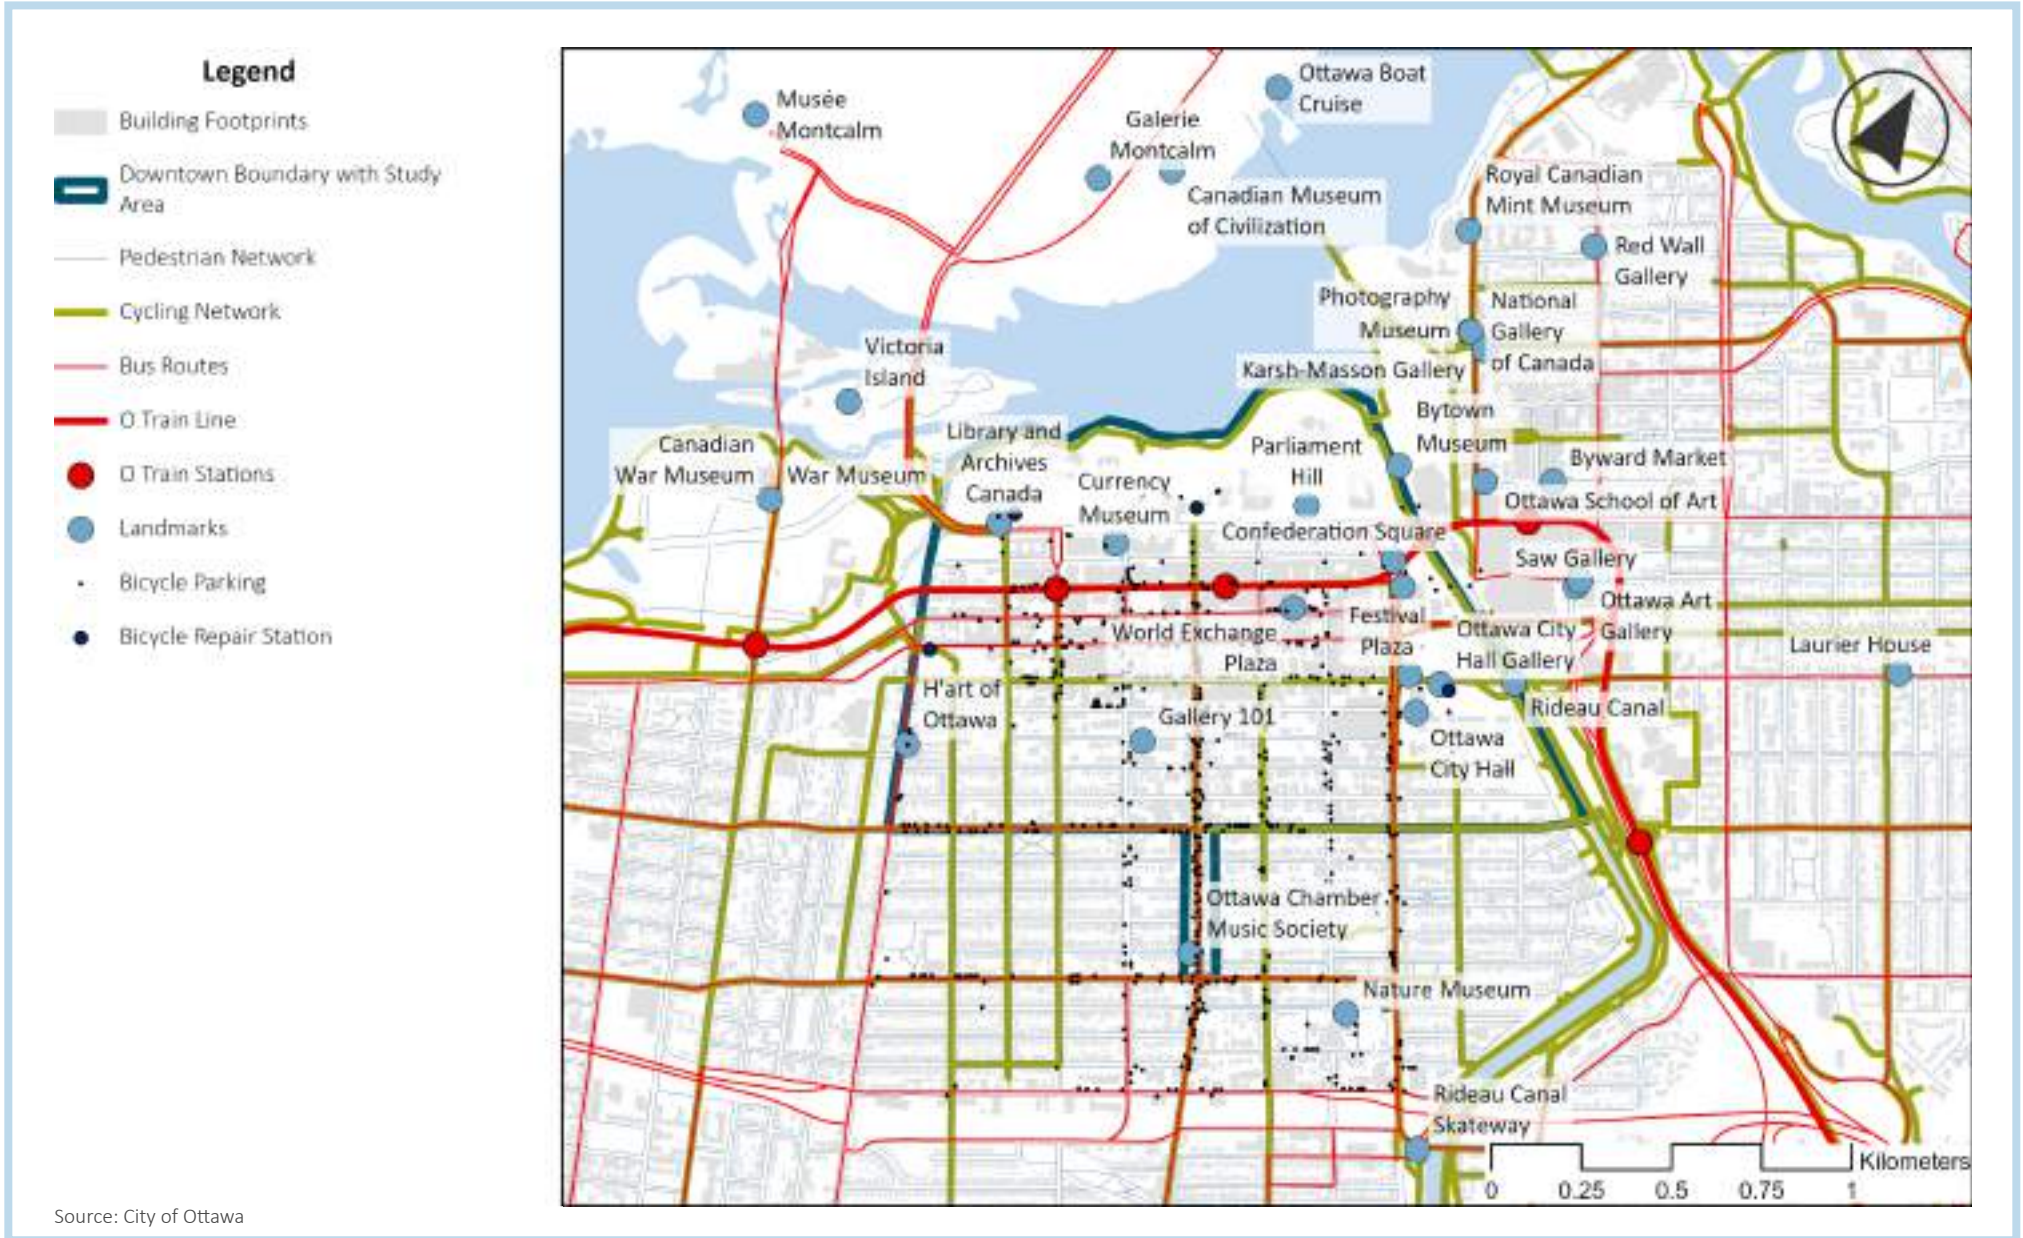 Legend
Building Footprints
Downtown Boundary with Study
Area
Pedestrian Network
Cycling Network
Bus Routes
O Train Line
O Train Stations
Landmarks
Bicycle Parking
Bicycle Repair Station
Source: City of Ottawa
Musée
Montcalm
Galerie
Montcalm
Ottawa Boat
Cruise
Canadian Museum
of Civilization
Royal Canadian
Mint Museum
Red Wall
Gallery
Photography
Museum
National
Gallery
of Canada
Victoria
Island
Karsh-Masson Gallery
Bytown
Museum
Canadian
War Museum
War Museum
Library and
Archives
Canada
Currency
Museum
Parliament
Hill
Byward Market
Ottawa School of Art
Confederation Square
Saw Gallery
Ottawa Art
Gallery
World Exchange
Plaza
Festival
Plaza
Ottawa City
Hall Gallery
Laurier House
H'art of
Ottawa
Gallery 101
Rideau Canal
Ottawa
City Hall
Ottawa Chamber
Music Society
Nature Museum
Rideau Canal
Skateway
Kilometers
0 0.25 0.5 0.75 1